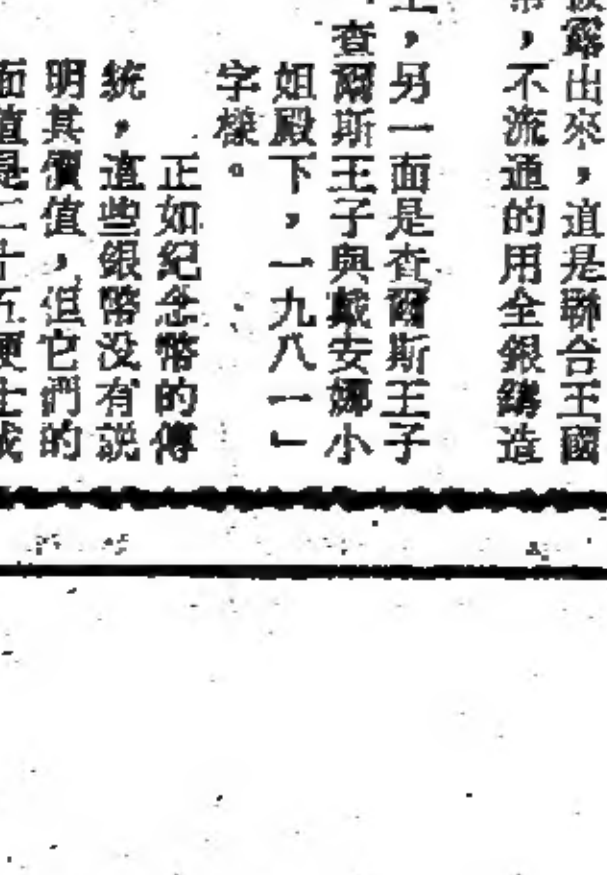 露出來，這是聯合王國
，不流通的用全銀鑄造
，另一面是查爾斯王子
查爾斯王子與戴安娜小
姐殿下，一九八一」
字樣。
正如紀念幣的傳
統，這些銀幣没有説
明其價值，但它們的
面值是二十五便士或